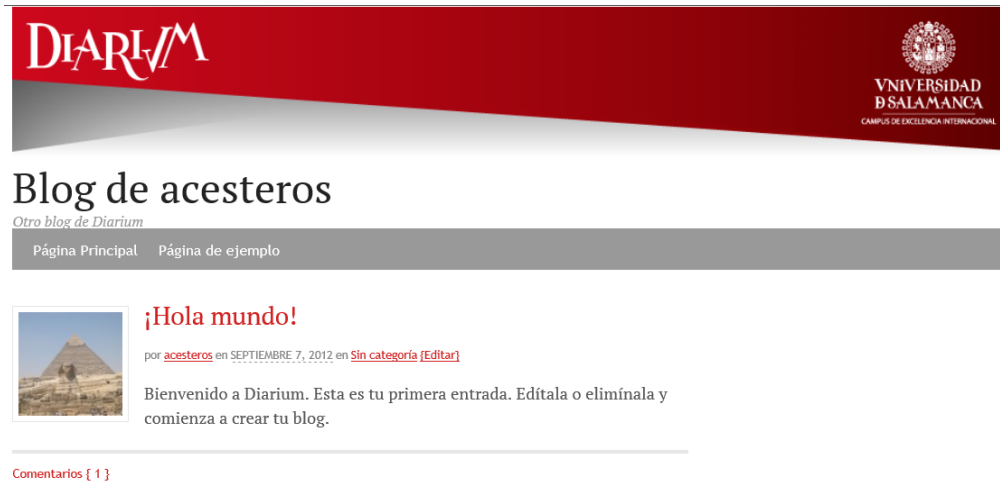 DIARIVM
VNiVERSiDAD
D SALAMANCA
CAMPUS DE EXCELENCIA INTERNACIONAL
Blog de acesteros
Otro blog de Diarium
Página Principal Página de ejemplo
¡Hola mundo!
por acesteros en SEPTIEMBRE 7, 2012 en Sin categoría {Editar}
Bienvenido a Diarium. Esta es tu primera entrada. Edítala o elimínala y
comienza a crear tu blog.
Comentarios { 1 }